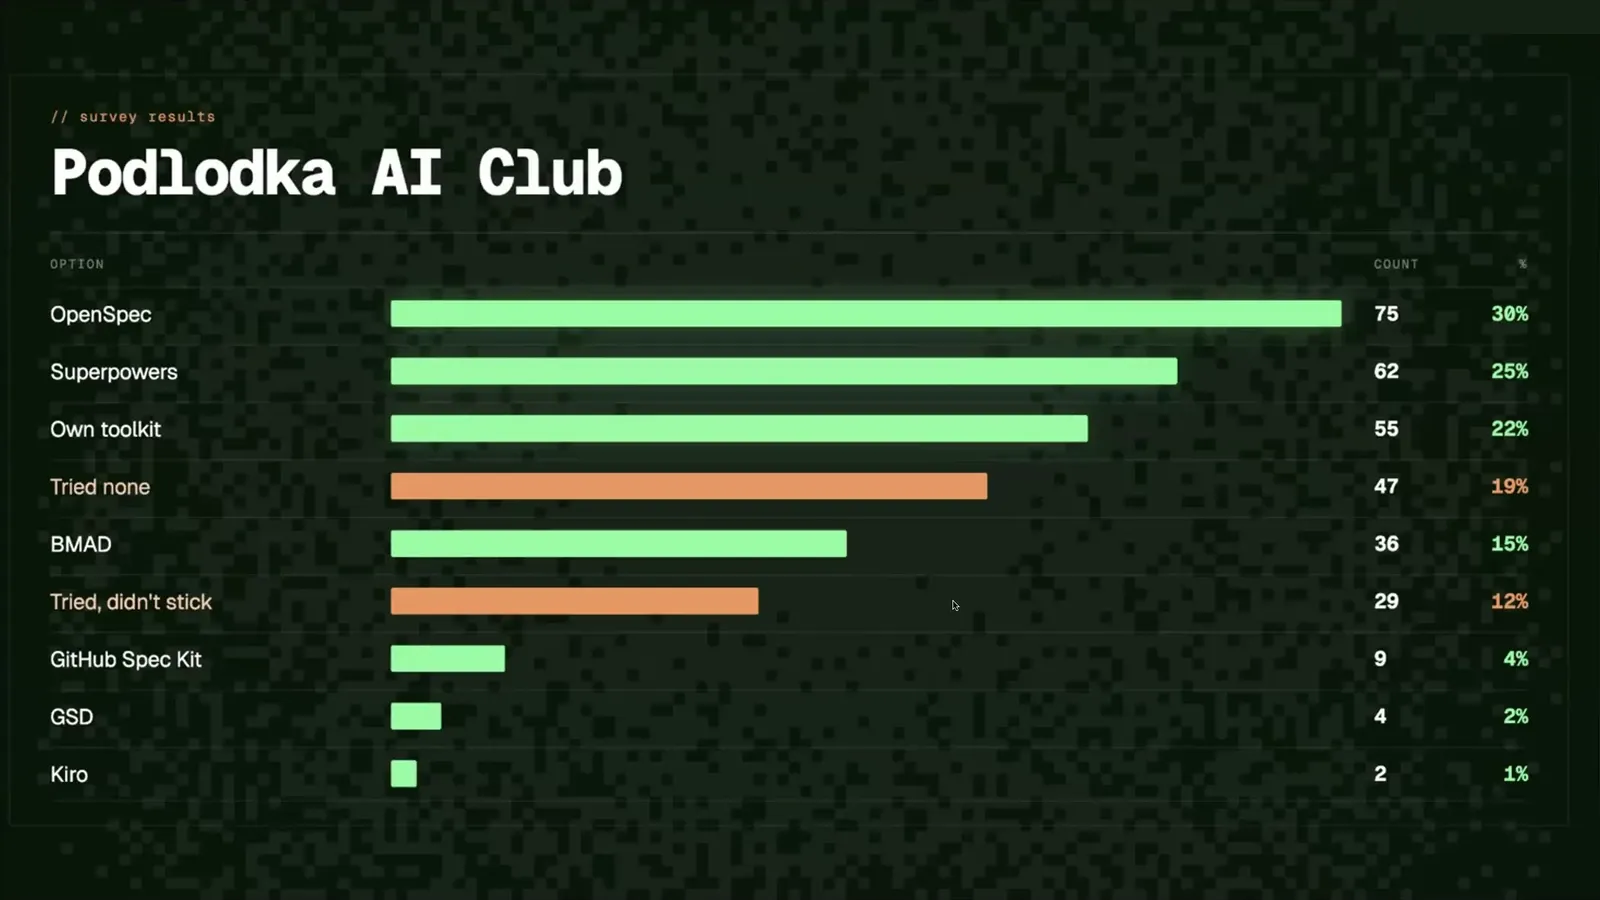 // survey results
Podlodka AI Club
OPTION COUNT %
OpenSpec 75 30%
Superpowers 62 25%
Own toolkit 55 22%
Tried none 47 19%
BMAD 36 15%
Tried, didn't stick 29 12%
GitHub Spec Kit 9 4%
GSD 4 2%
Kiro 2 1%